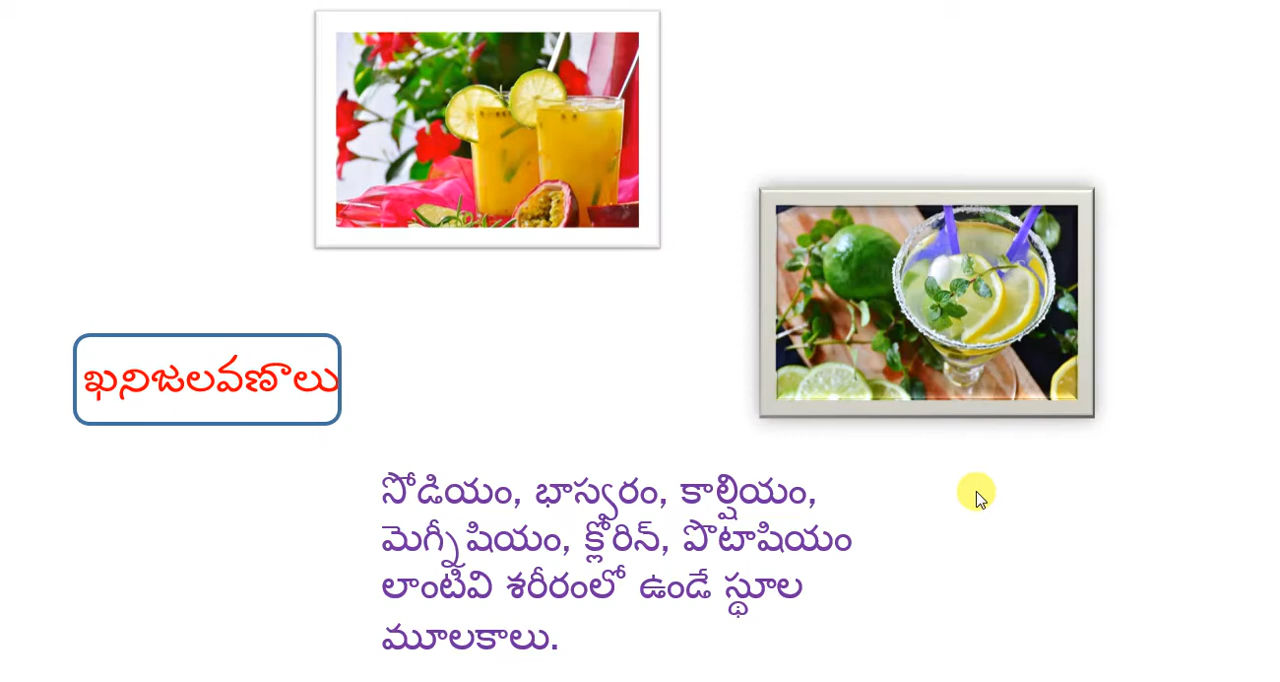 ఖనిజలవణాలు
సోడియం, భాస్వరం, కాల్షియం,
మెగ్నీషియం, క్లోరిన్, పొటాషియం
లాంటివి శరీరంలో ఉండే స్థూల
మూలకాలు.